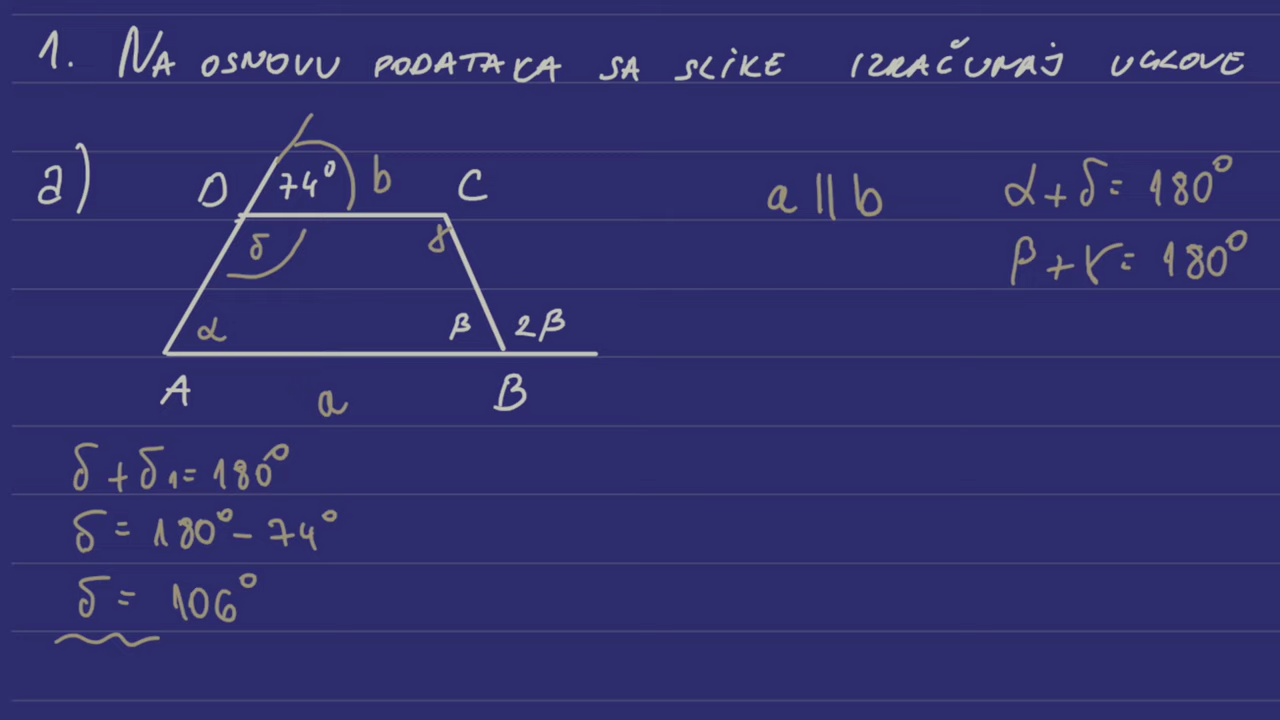 1. NA OSNOVU PODATAKA SA SLIKE IZRAČUNAJ UGLOVE
a)
D 74° b C
δ γ
α β 2β
A a B
a || b
α + δ = 180°
β + γ = 180°
δ + δ₁ = 180°
δ = 180° - 74°
δ = 106°